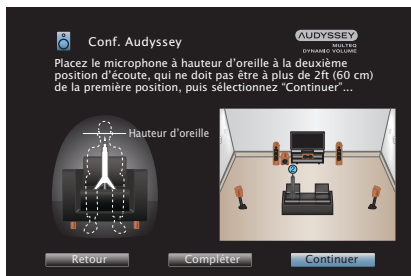 Conf. Audyssey
AUDYSSEY
MULTEQ
DYNAMIC VOLUME
Placez le microphone à hauteur d'oreille à la deuxième
position d'écoute, qui ne doit pas être à plus de 2ft (60 cm)
de la première position, puis sélectionnez “Continuer”...
Hauteur d'oreille
2
Retour
Compléter
Continuer